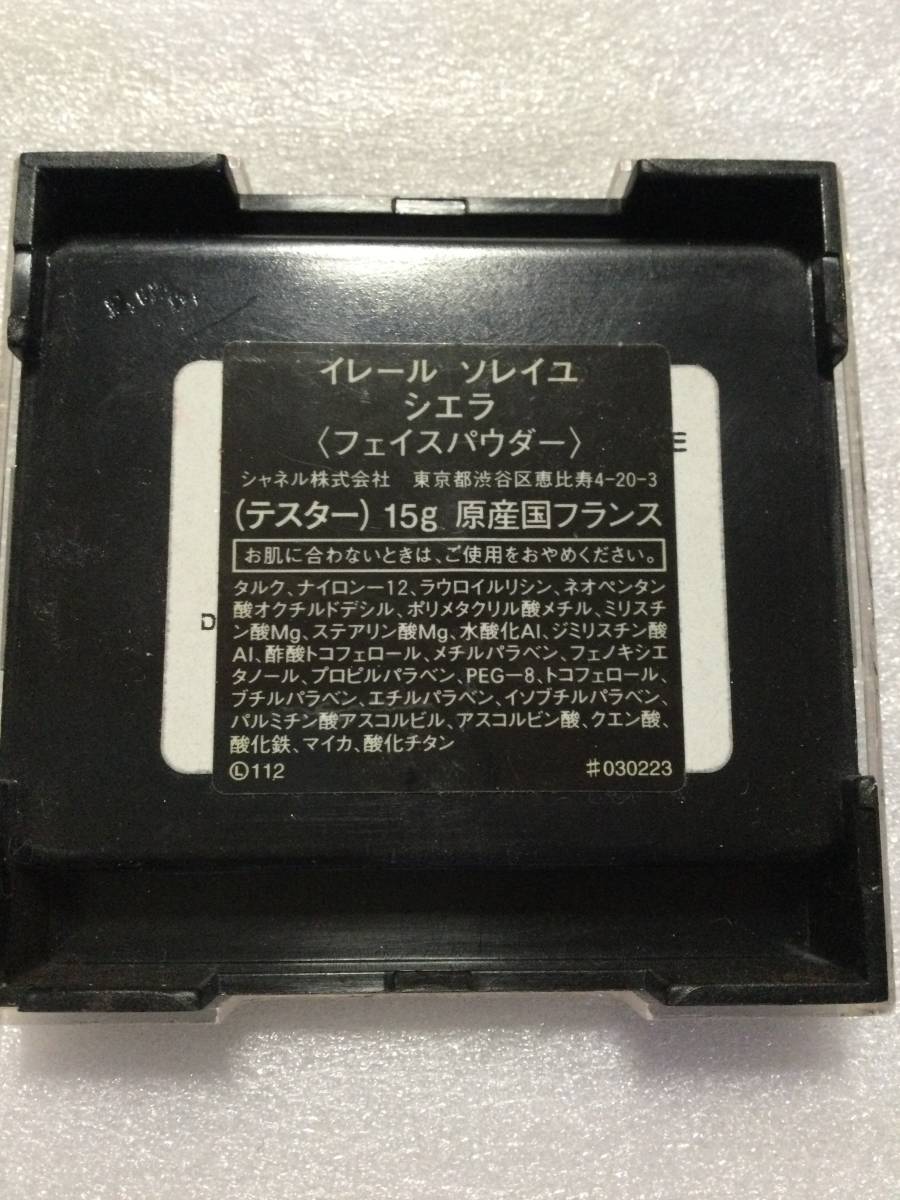 イレール ソレイユ
シエラ
〈フェイスパウダー〉
シャネル株式会社 東京都渋谷区恵比寿4-20-3
(テスター) 15g 原産国フランス
お肌に合わないときは、ご使用をおやめください。
タルク、ナイロン-12、ラウロイルリシン、ネオペンタン
酸オクチルドデシル、ポリメタクリル酸メチル、ミリスチ
ン酸Mg、ステアリン酸Mg、水酸化Al、ジミリスチン酸
Al、酢酸トコフェロール、メチルパラベン、フェノキシエ
タノール、プロピルパラベン、PEG-8、トコフェロール、
ブチルパラベン、エチルパラベン、イソブチルパラベン、
パルミチン酸アスコルビル、アスコルビン酸、クエン酸、
酸化鉄、マイカ、酸化チタン
Ⓛ112 #030223
E
D